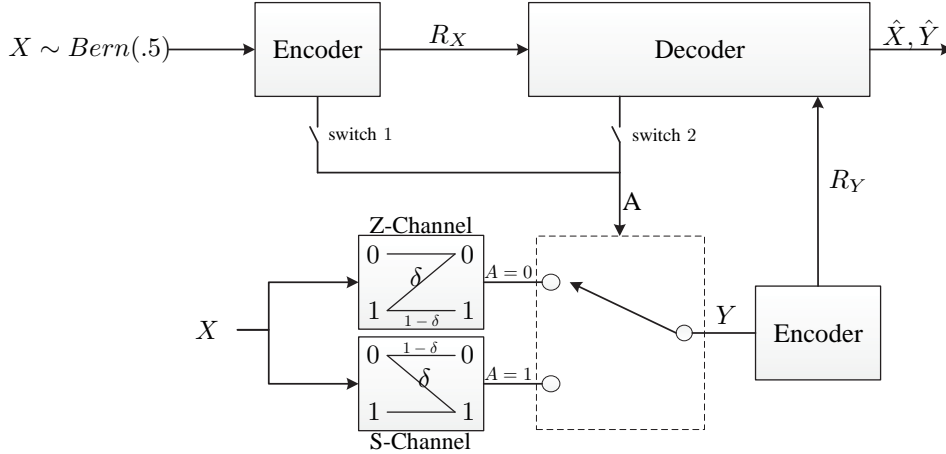 X ∼ Bern(.5)
Encoder
R_X
Decoder
X̂, Ŷ
switch 1
switch 2
R_Y
A
Z-Channel
0 0
δ
1 1
1 − δ
A = 0
X
1 − δ
0 0
δ
1 1
A = 1
S-Channel
Y
Encoder